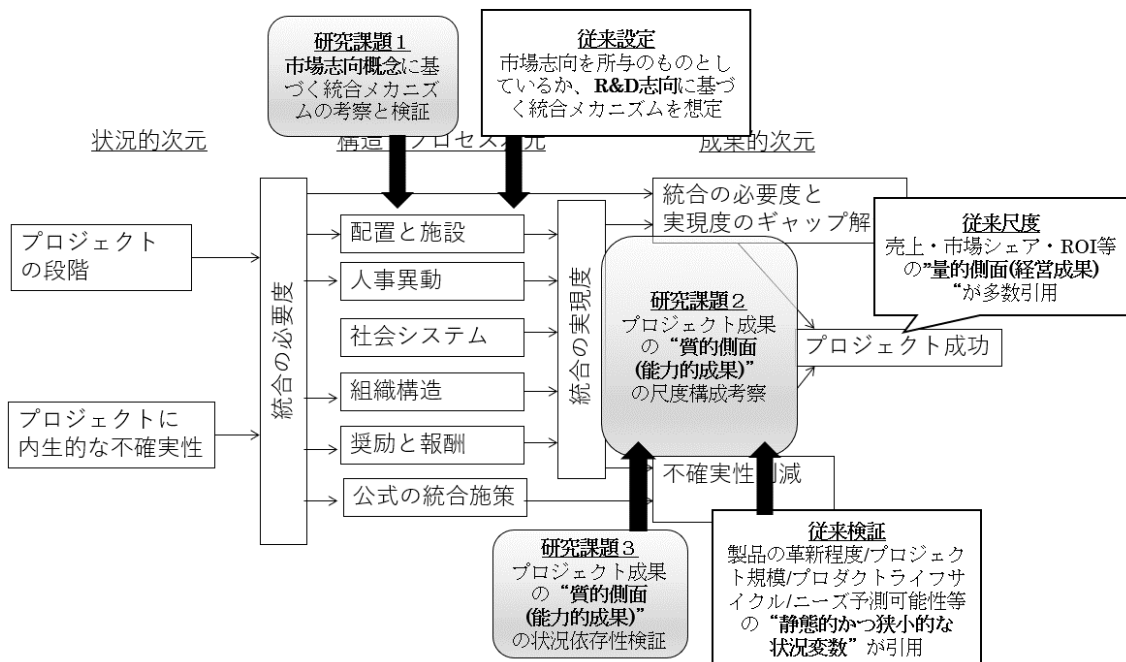 研究課題１
市場志向概念に基
づく統合メカニズ
ムの考察と検証
従来設定
市場志向を所与のものとし
ているか、R&D志向に基づ
く統合メカニズムを想定
状況的次元
構造
プロセス次元
成果的次元
プロジェクト
の段階
プロジェクトに
内生的な不確実性
統合の必要度
配置と施設
人事異動
社会システム
組織構造
奨励と報酬
公式の統合施策
統合の実現度
統合の必要度と
実現度のギャップ解
従来尺度
売上・市場シェア・ROI等
の”量的側面(経営成果)
“が多数引用
研究課題２
プロジェクト成果
の“質的側面
(能力的成果)”
の尺度構成考察
プロジェクト成功
不確実性削減
研究課題３
プロジェクト成果
の“質的側面
(能力的成果)”
の状況依存性検証
従来検証
製品の革新程度/プロジェク
ト規模/プロダクトライフサ
イクル/ニーズ予測可能性等
の“静態的かつ狭小的な
状況変数”が引用